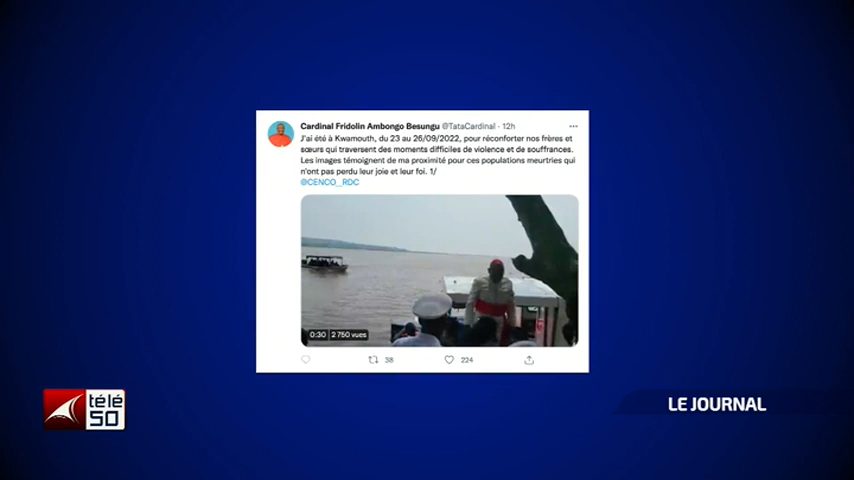 Cardinal Fridolin Ambongo Besungu @TataCardinal · 12h
J'ai été à Kwamouth, du 23 au 26/09/2022, pour réconforter nos frères et
sœurs qui traversent des moments difficiles de violence et de souffrances.
Les images témoignent de ma proximité pour ces populations meurtries qui
n'ont pas perdu leur joie et leur foi. 1/
@CENCO_RDC
0:30 2 750 vues
38 224
télé
50
LE JOURNAL